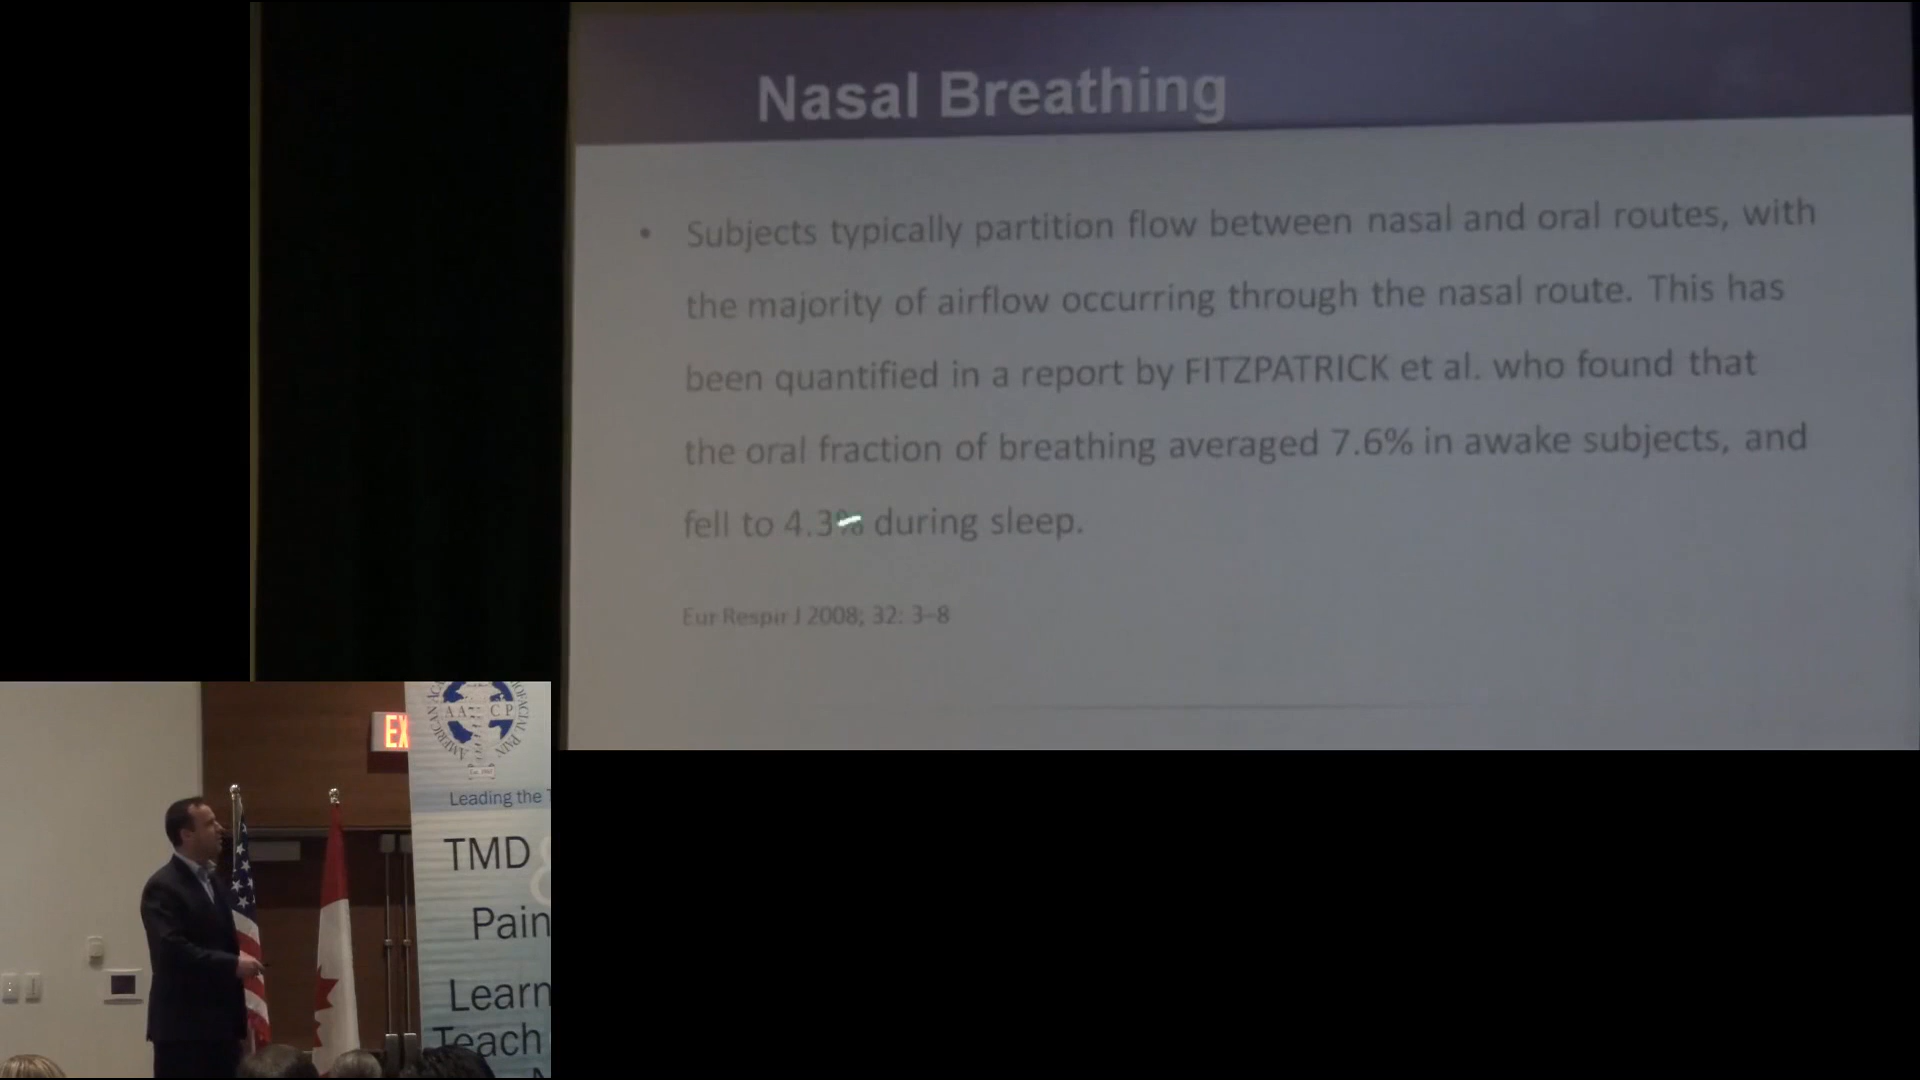 Nasal Breathing
• Subjects typically partition flow between nasal and oral routes, with
the majority of airflow occurring through the nasal route. This has
been quantified in a report by FITZPATRICK et al. who found that
the oral fraction of breathing averaged 7.6% in awake subjects, and
fell to 4.3% during sleep.
Eur Respir J 2008; 32: 3–8
EX
AMERICAN
PAIN
Leading the
TMD &
Pain
Learn
Teach